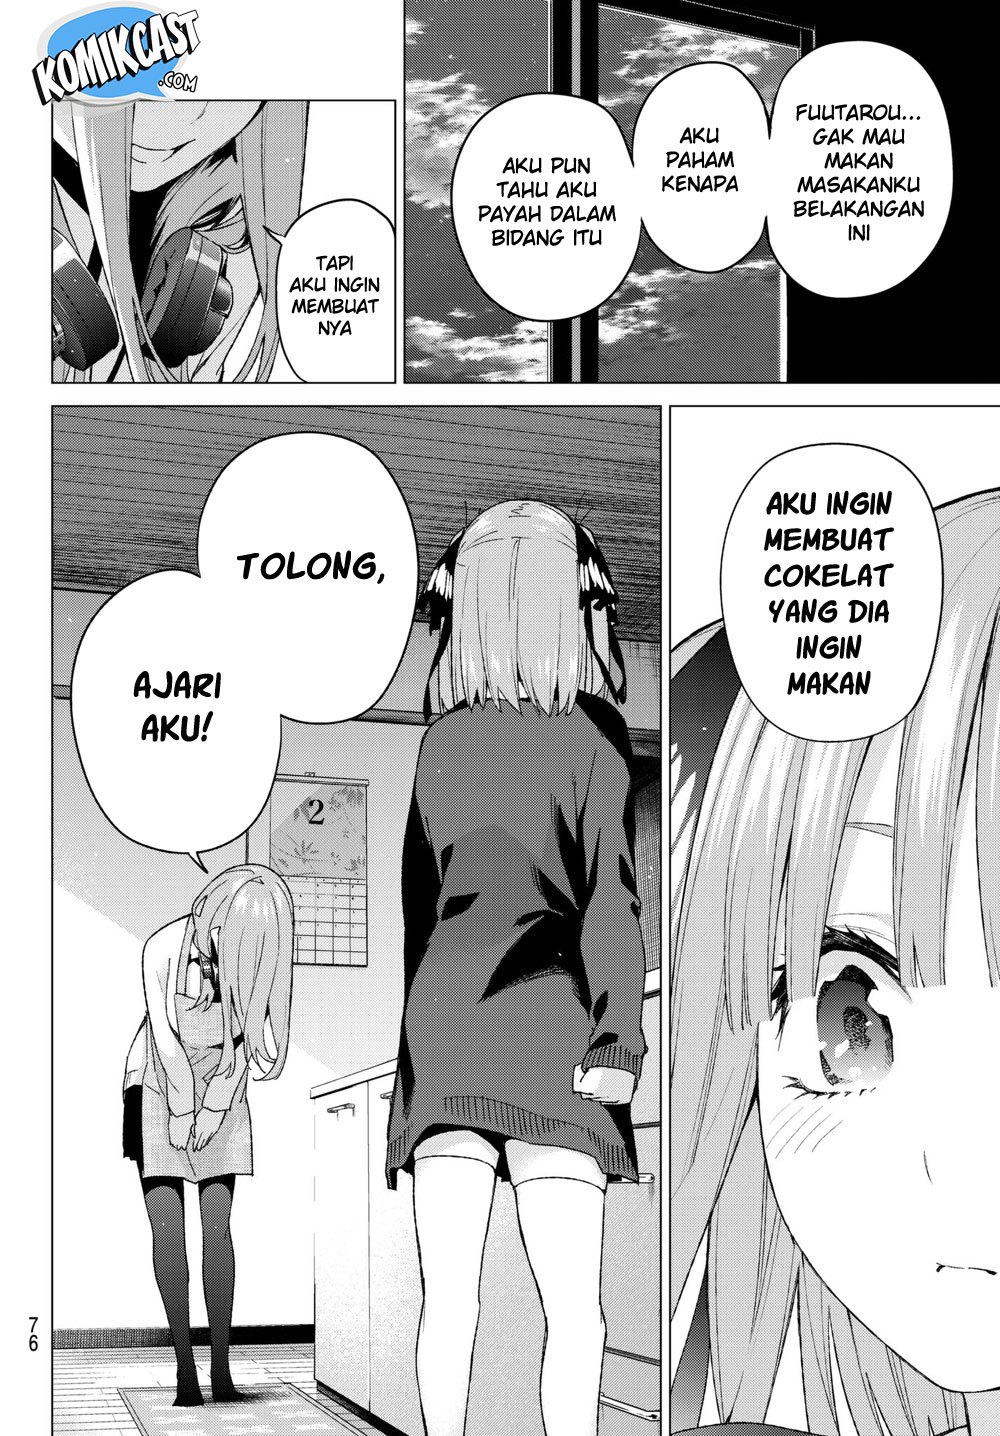 KOMIKCAST
.COM
FUUTAROU...
GAK MAU
MAKAN
MASAKANKU
BELAKANGAN
INI
AKU
PAHAM
KENAPA
AKU PUN
TAHU AKU
PAYAH DALAM
BIDANG ITU
TAPI
AKU INGIN
MEMBUAT
NYA
AKU INGIN
MEMBUAT
COKELAT
YANG DIA
INGIN
MAKAN
TOLONG,
AJARI
AKU!
2
76